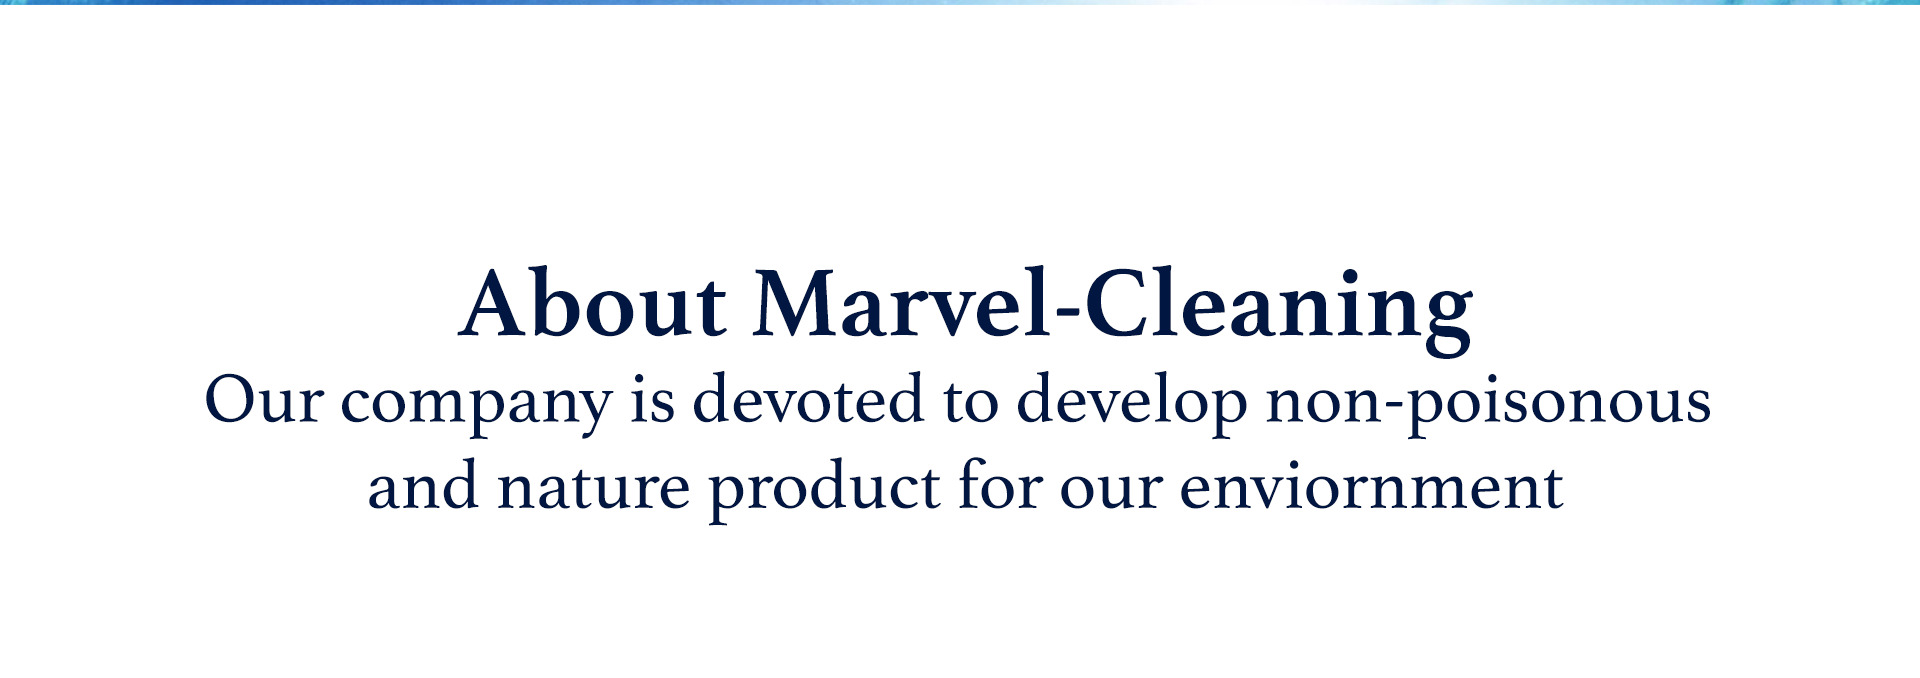 About Marvel-Cleaning
Our company is devoted to develop non-poisonous
and nature product for our enviornment